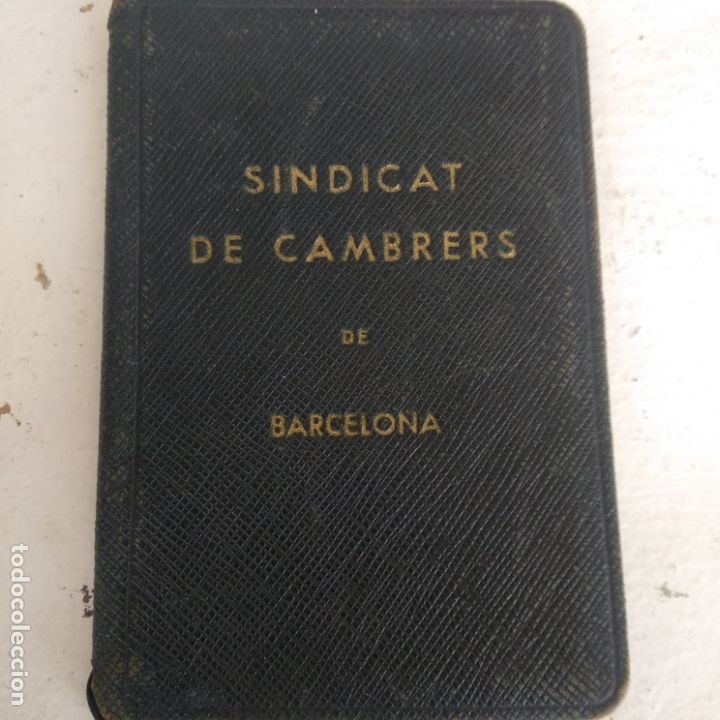 SINDICAT
DE CAMBRERS
DE
BARCELONA
todocoleccion